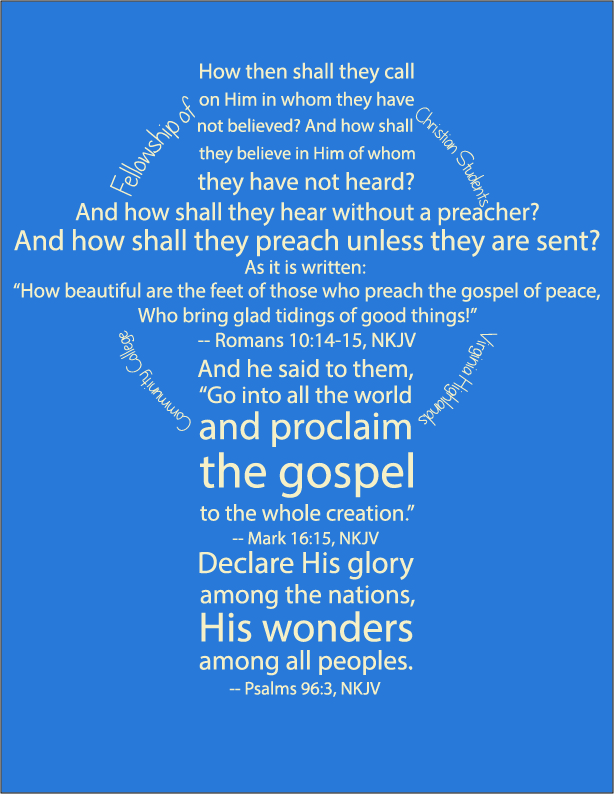 How then shall they call
on Him in whom they have
not believed? And how shall
they believe in Him of whom
they have not heard?
And how shall they hear without a preacher?
And how shall they preach unless they are sent?
As it is written:
“How beautiful are the feet of those who preach the gospel of peace,
Who bring glad tidings of good things!”
-- Romans 10:14-15, NKJV
And he said to them,
“Go into all the world
and proclaim
the gospel
to the whole creation.”
-- Mark 16:15, NKJV
Declare His glory
among the nations,
His wonders
among all peoples.
-- Psalms 96:3, NKJV
Fellowship of
Christian Students
Virginia Highlands
Community College